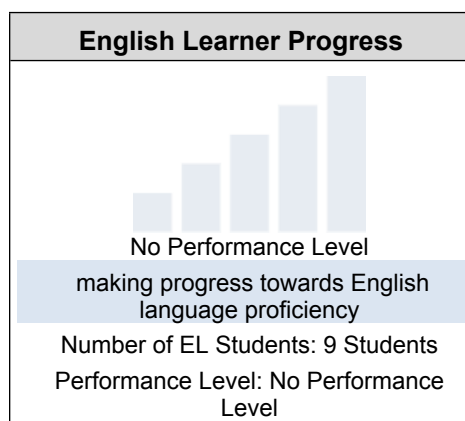 English Learner Progress
No Performance Level
making progress towards English
language proficiency
Number of EL Students: 9 Students
Performance Level: No Performance
Level